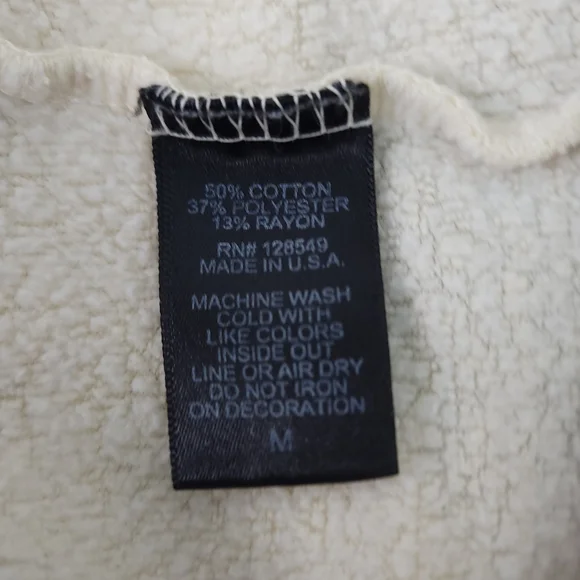 50% COTTON
37% POLYESTER
13% RAYON
RN# 128549
MADE IN U.S.A.
MACHINE WASH
COLD WITH
LIKE COLORS
INSIDE OUT
LINE OR AIR DRY
DO NOT IRON
ON DECORATION
M